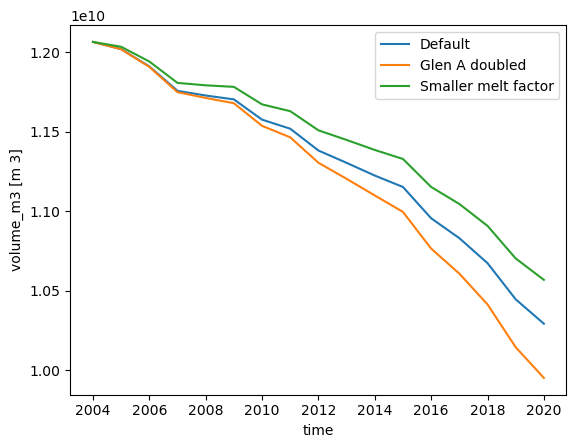 1e10
Default
Glen A doubled
Smaller melt factor
1.20
1.15
1.10
1.05
1.00
volume_m3 [m 3]
2004 2006 2008 2010 2012 2014 2016 2018 2020
time